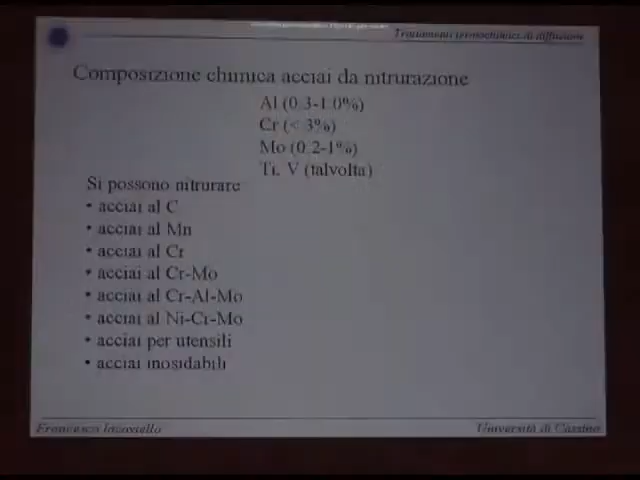 Trattamenti termochimici di diffusione
Composizione chimica acciai da nitrurazione
Al (0.3-1.0%)
Cr (< 3%)
Mo (0.2-1%)
Ti, V (talvolta)
Si possono nitrurare
• acciai al C
• acciai al Mn
• acciai al Cr
• acciai al Cr-Mo
• acciai al Cr-Al-Mo
• acciai al Ni-Cr-Mo
• acciai per utensili
• acciai inosidabili
Francesco Iacoviello
Università di Cassino